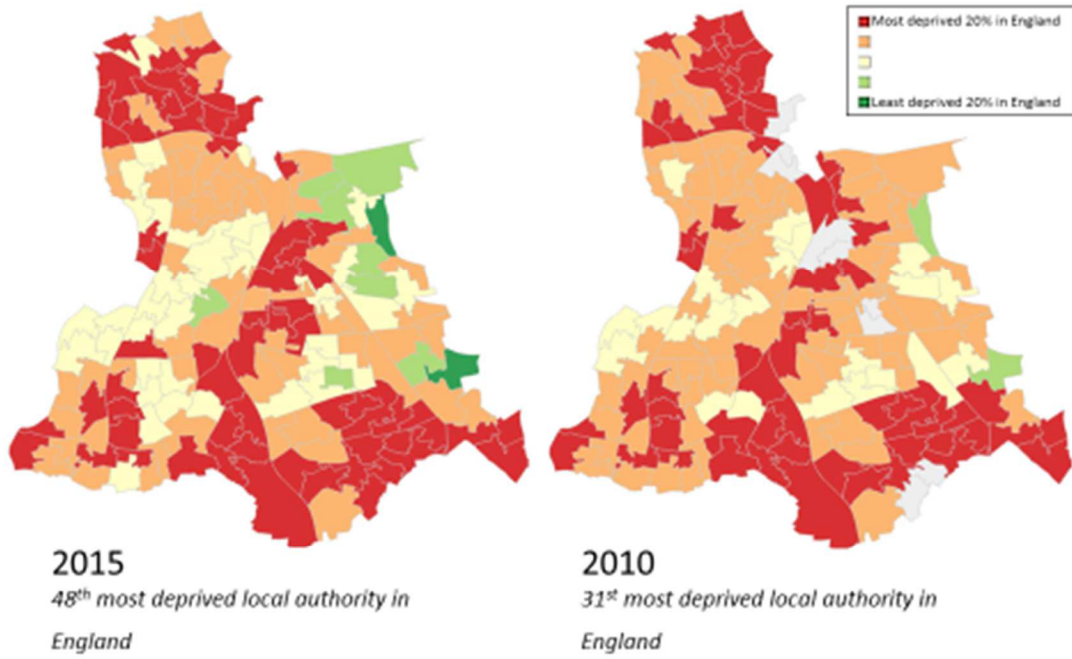 Most deprived 20% in England
Least deprived 20% in England
2015
48th most deprived local authority in
England
2010
31st most deprived local authority in
England